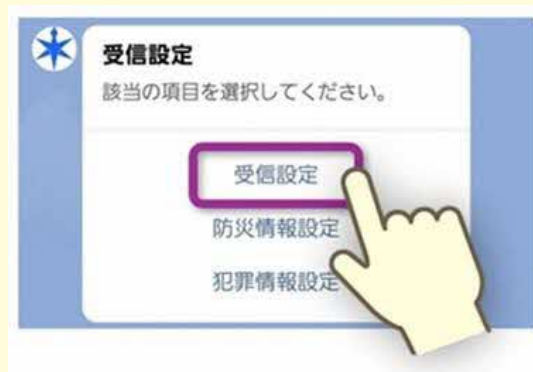 受信設定
該当の項目を選択してください。
受信設定
防災情報設定
犯罪情報設定